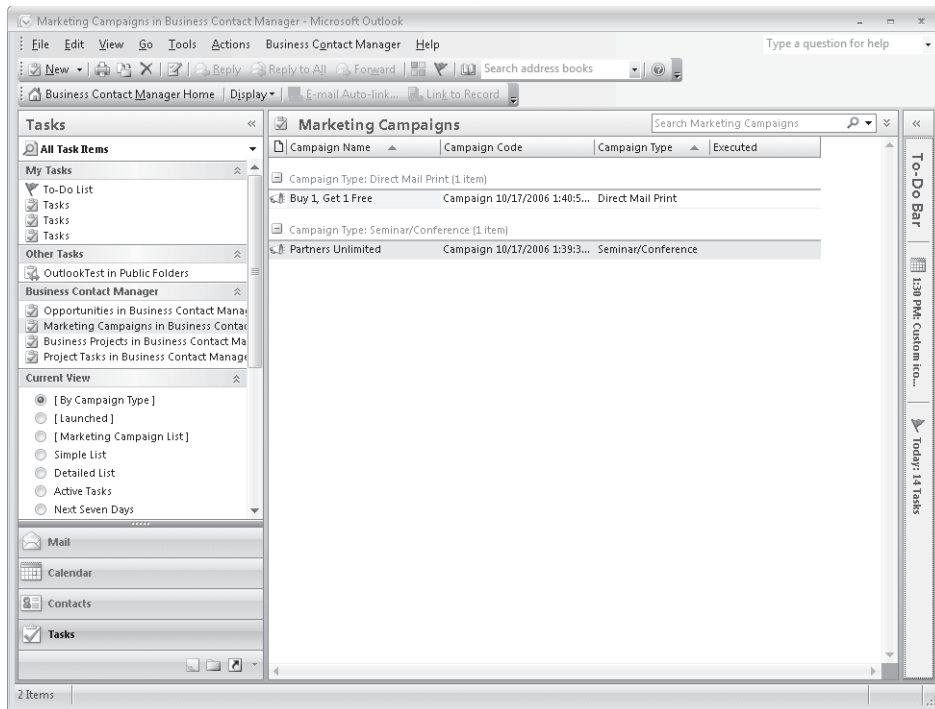 Marketing Campaigns in Business Contact Manager - Microsoft Outlook
File Edit View Go Tools Actions Business Contact Manager Help Type a question for help
New Reply Reply to All Forward Search address books
Business Contact Manager Home Display E-mail Auto-link... Link to Record
Tasks
All Task Items
My Tasks
To-Do List
Tasks
Tasks
Tasks
Other Tasks
OutlookTest in Public Folders
Business Contact Manager
Opportunities in Business Contact Mana
Marketing Campaigns in Business Contac
Business Projects in Business Contact Ma
Project Tasks in Business Contact Manage
Current View
[ By Campaign Type ]
[ Launched ]
[ Marketing Campaign List ]
Simple List
Detailed List
Active Tasks
Next Seven Days
Mail
Calendar
Contacts
Tasks
Marketing Campaigns Search Marketing Campaigns
Campaign Name Campaign Code Campaign Type Executed
Campaign Type: Direct Mail Print (1 item)
Buy 1, Get 1 Free Campaign 10/17/2006 1:40:5... Direct Mail Print
Campaign Type: Seminar/Conference (1 item)
Partners Unlimited Campaign 10/17/2006 1:39:3... Seminar/Conference
To-Do Bar
1:30 PM: Custom ico...
Today: 14 Tasks
2 Items